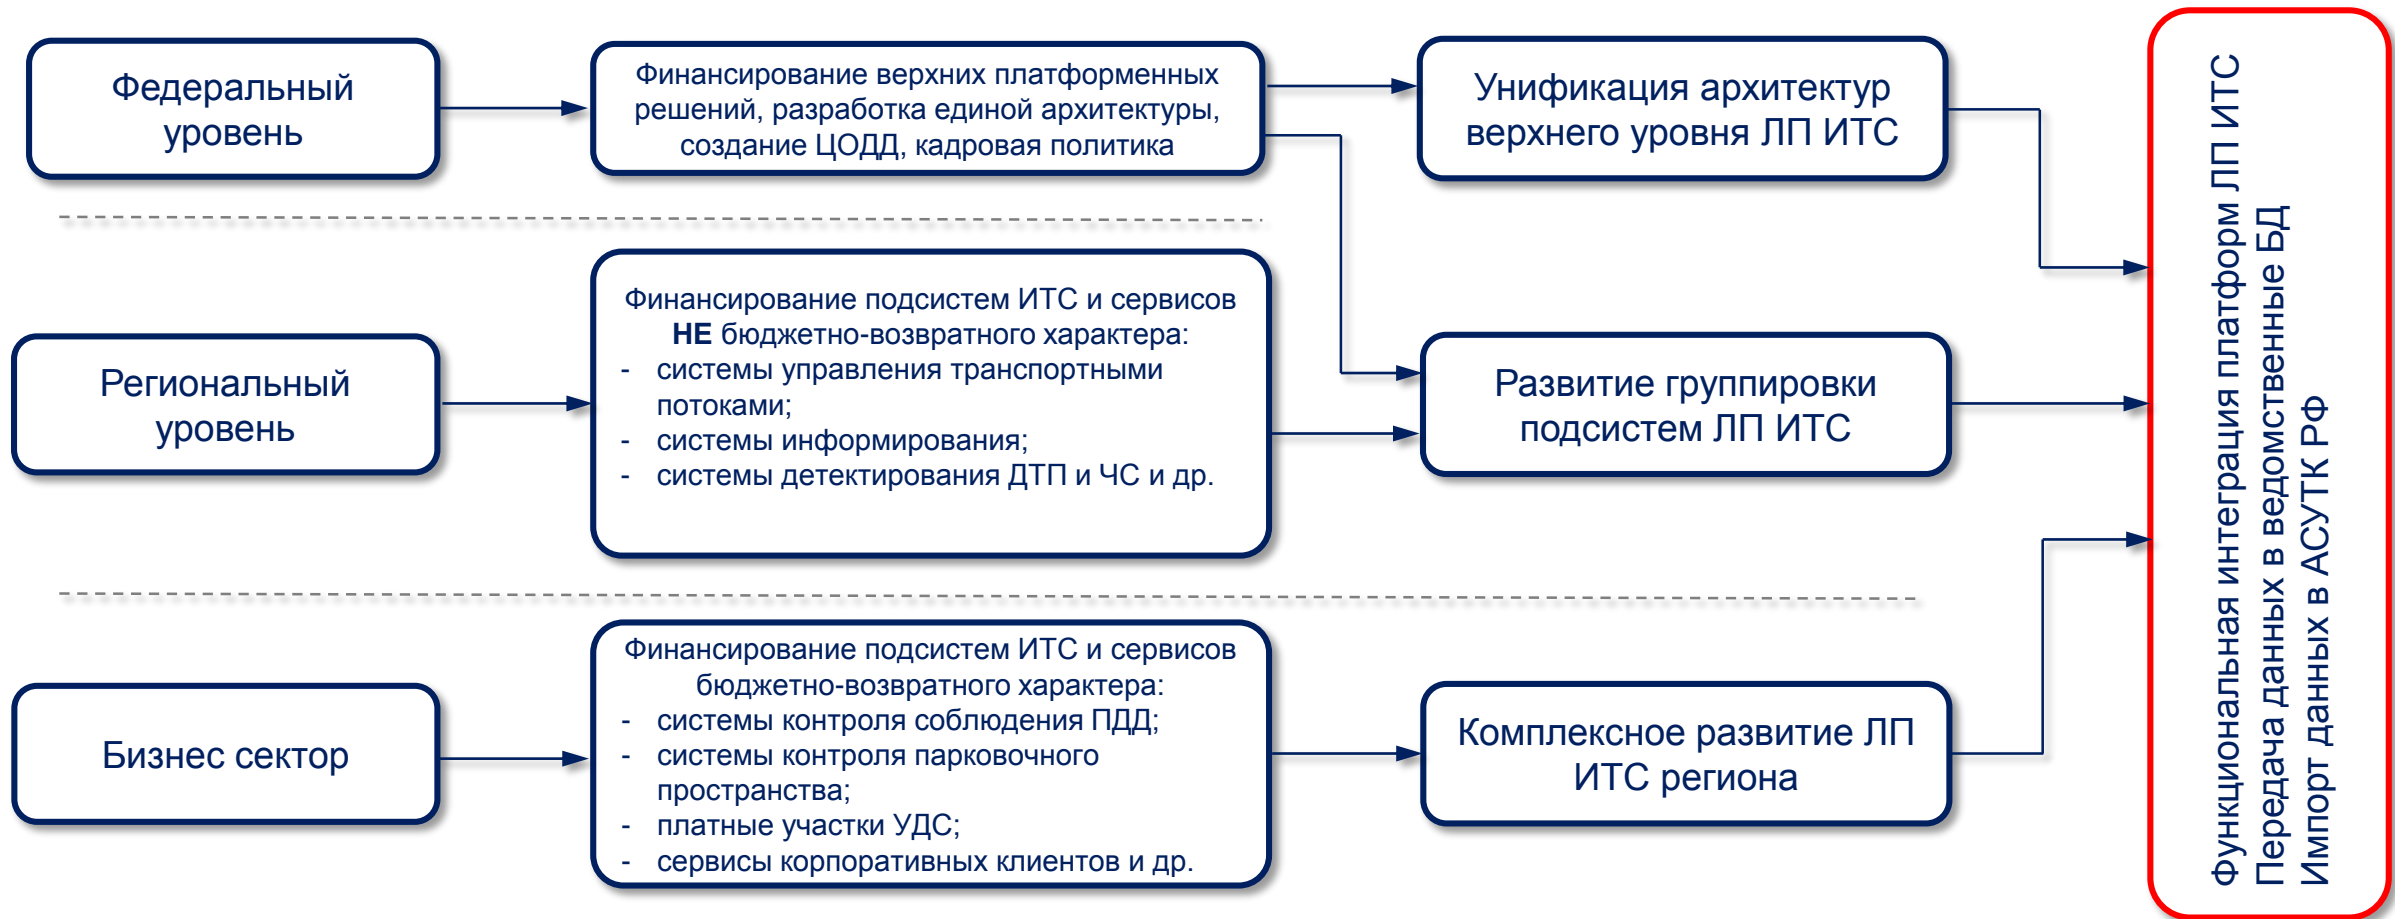 Федеральный
уровень
Финансирование верхних платформенных
решений, разработка единой архитектуры,
создание ЦОДД, кадровая политика
Унификация архитектур
верхнего уровня ЛП ИТС
Региональный
уровень
Финансирование подсистем ИТС и сервисов
НЕ бюджетно-возвратного характера:
- системы управления транспортными
потоками;
- системы информирования;
- системы детектирования ДТП и ЧС и др.
Развитие группировки
подсистем ЛП ИТС
Бизнес сектор
Финансирование подсистем ИТС и сервисов
бюджетно-возвратного характера:
- системы контроля соблюдения ПДД;
- системы контроля парковочного
пространства;
- платные участки УДС;
- сервисы корпоративных клиентов и др.
Комплексное развитие ЛП
ИТС региона
Функциональная интеграция платформ ЛП ИТС
Передача данных в ведомственные БД
Импорт данных в АСУТК РФ